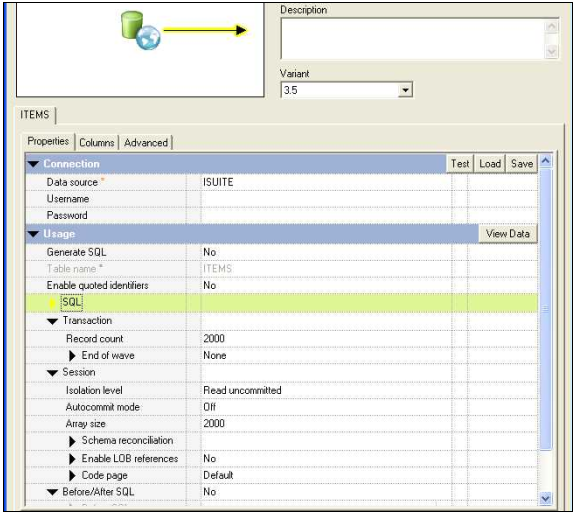 Description
Variant
3.5
ITEMS
Properties Columns Advanced
Connection Test Load Save
Data source * ISUITE
Username
Password
Usage View Data
Generate SQL No
Table name * ITEMS
Enable quoted identifiers No
SQL
Transaction
Record count 2000
End of wave None
Session
Isolation level Read uncommitted
Autocommit mode Off
Array size 2000
Schema reconciliation
Enable LOB references No
Code page Default
Before/After SQL No